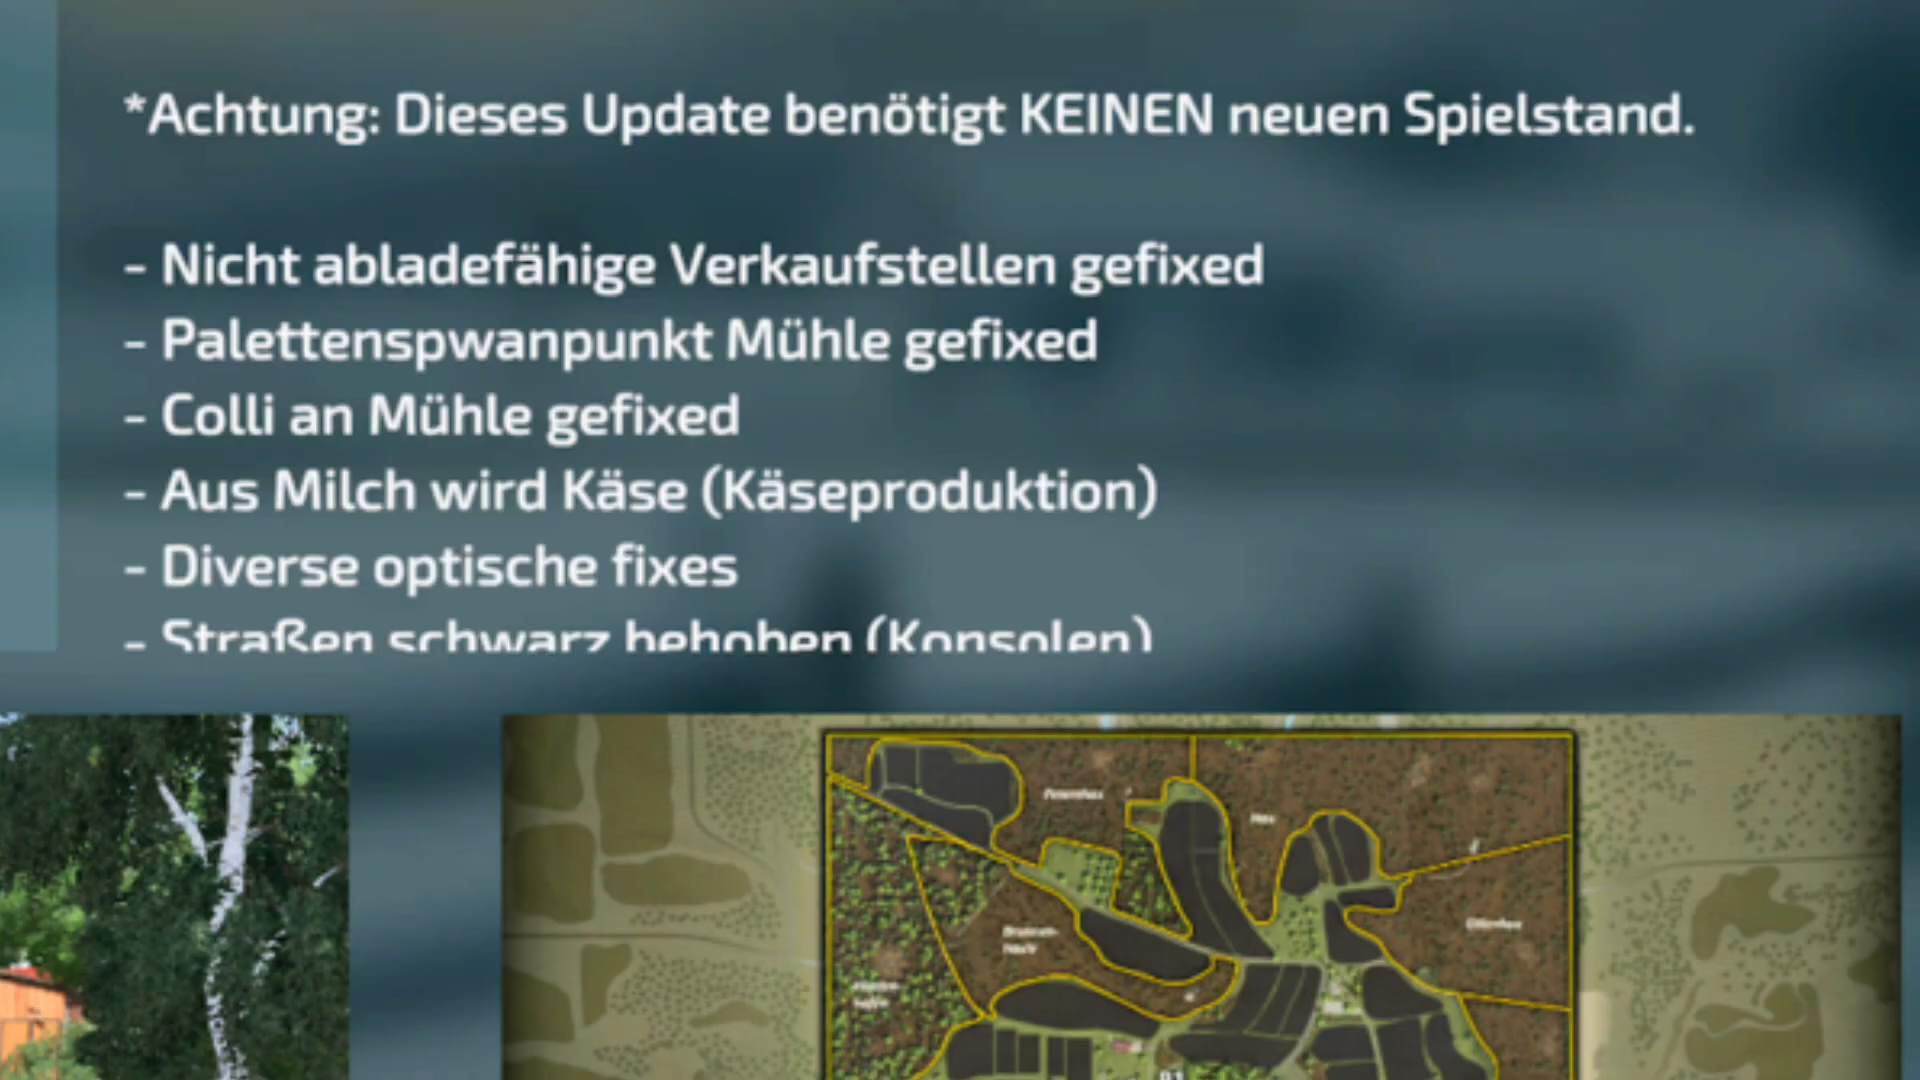 *Achtung: Dieses Update benötigt KEINEN neuen Spielstand.
- Nicht abladefähige Verkaufstellen gefixed
- Palettenspwanpunkt Mühle gefixed
- Colli an Mühle gefixed
- Aus Milch wird Käse (Käseproduktion)
- Diverse optische fixes
- Straßen schwarz behoben (Konsolen)